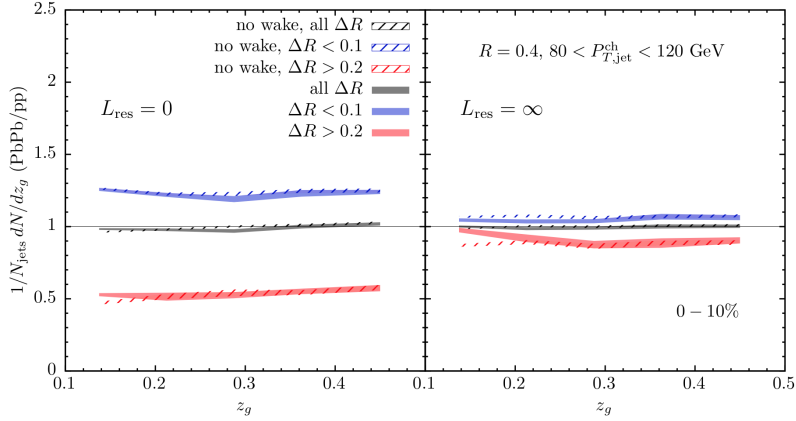 1/N_jets dN/dz_g (PbPb/pp)
2.5
2
1.5
1
0.5
0
no wake, all ΔR
no wake, ΔR < 0.1
no wake, ΔR > 0.2
all ΔR
ΔR < 0.1
ΔR > 0.2
L_res = 0
0.1 0.2 0.3 0.4
z_g
R = 0.4, 80 < P^ch_T,jet < 120 GeV
L_res = ∞
0 − 10%
0.1 0.2 0.3 0.4 0.5
z_g